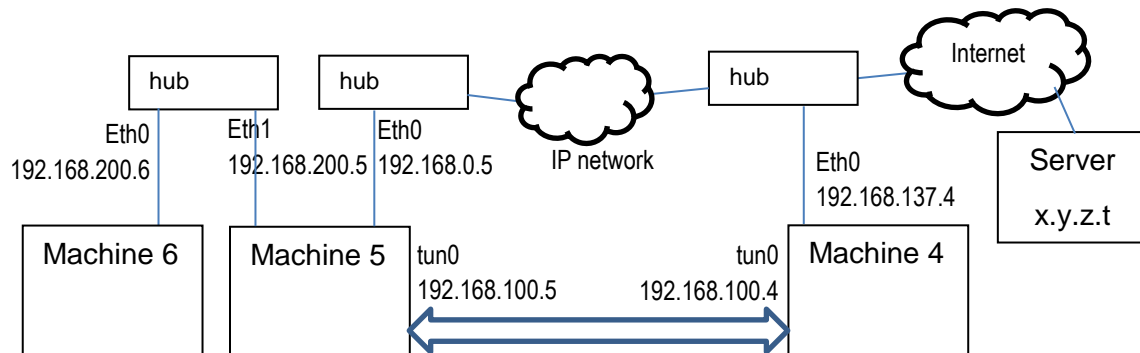 hub
hub
hub
Internet
Eth0
192.168.200.6
Eth1
192.168.200.5
Eth0
192.168.0.5
IP network
Eth0
192.168.137.4
Server
x.y.z.t
Machine 6
Machine 5
tun0
192.168.100.5
tun0
192.168.100.4
Machine 4